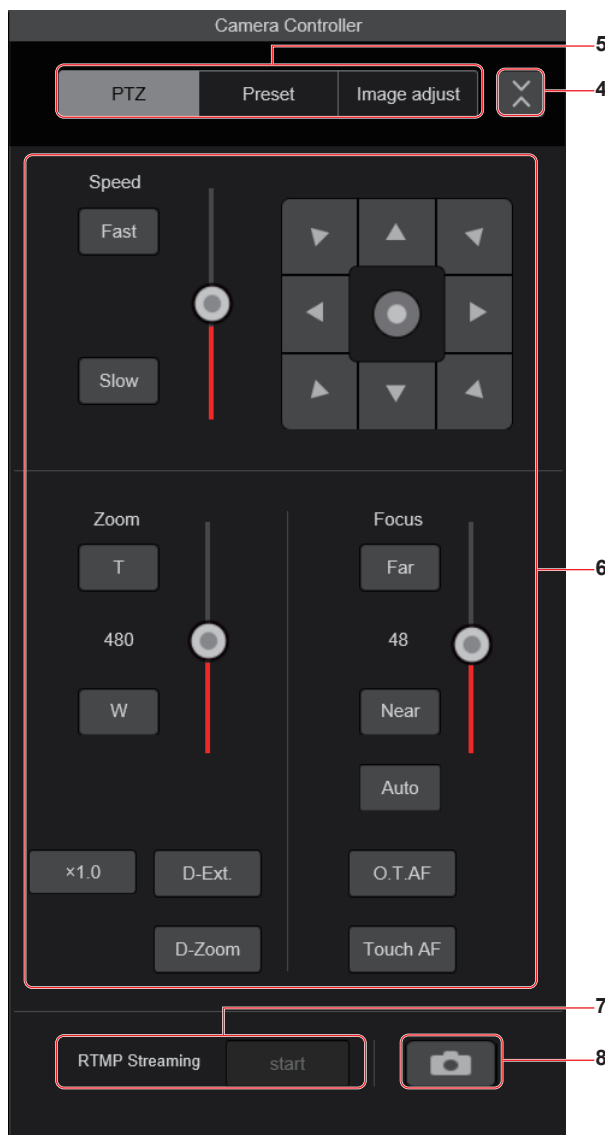 Camera Controller
5
PTZ Preset Image adjust
4
Speed
Fast
Slow
Zoom Focus
T Far
6
480 48
W Near
Auto
×1.0 D-Ext. O.T.AF
D-Zoom Touch AF
7
RTMP Streaming start
8